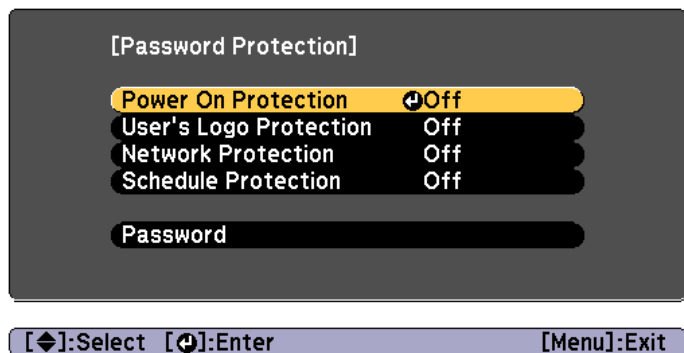 [Password Protection]
Power On Protection Off
User's Logo Protection Off
Network Protection Off
Schedule Protection Off
Password
[◆]:Select [⏎]:Enter [Menu]:Exit